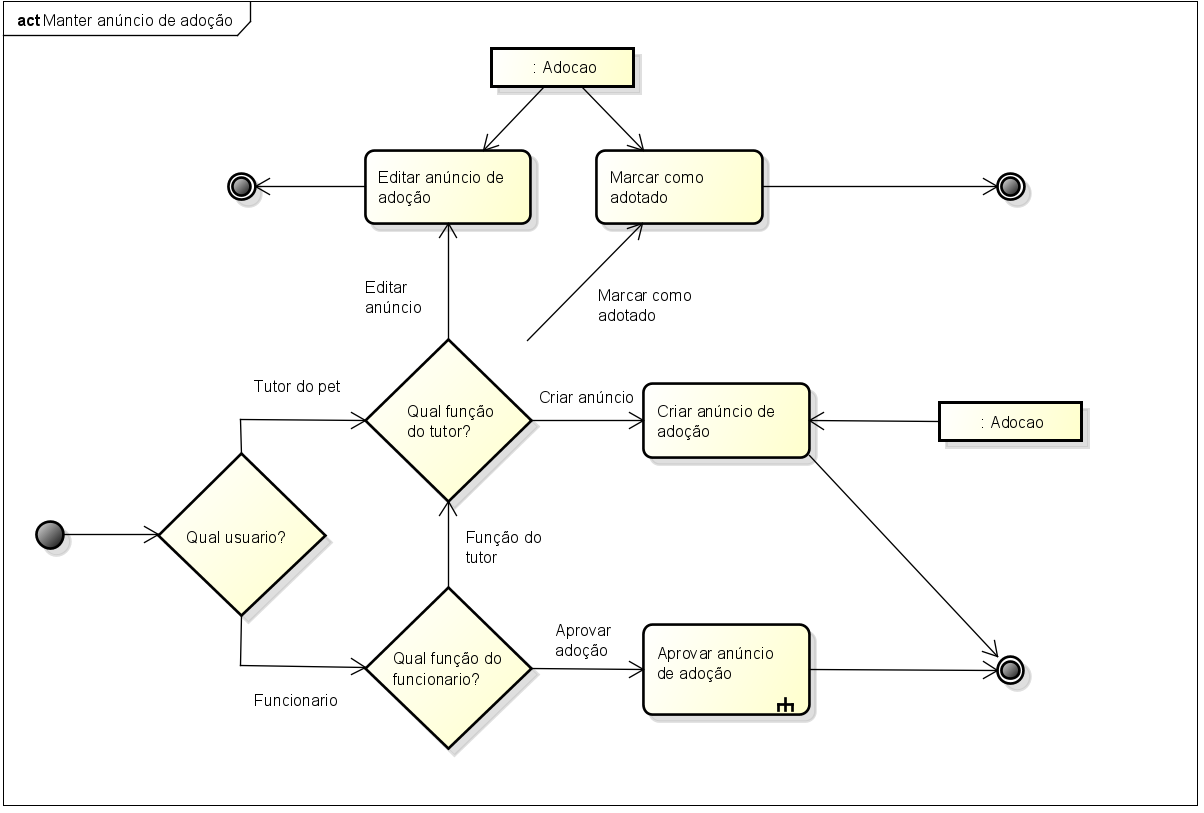 act Manter anúncio de adoção
: Adocao
Editar anúncio de
adoção
Marcar como
adotado
Editar
anúncio
Marcar como
adotado
Tutor do pet
Qual função
do tutor?
Criar anúncio
Criar anúncio de
adoção
: Adocao
Qual usuario?
Função do
tutor
Aprovar
adoção
Qual função do
funcionario?
Aprovar anúncio
de adoção
Funcionario